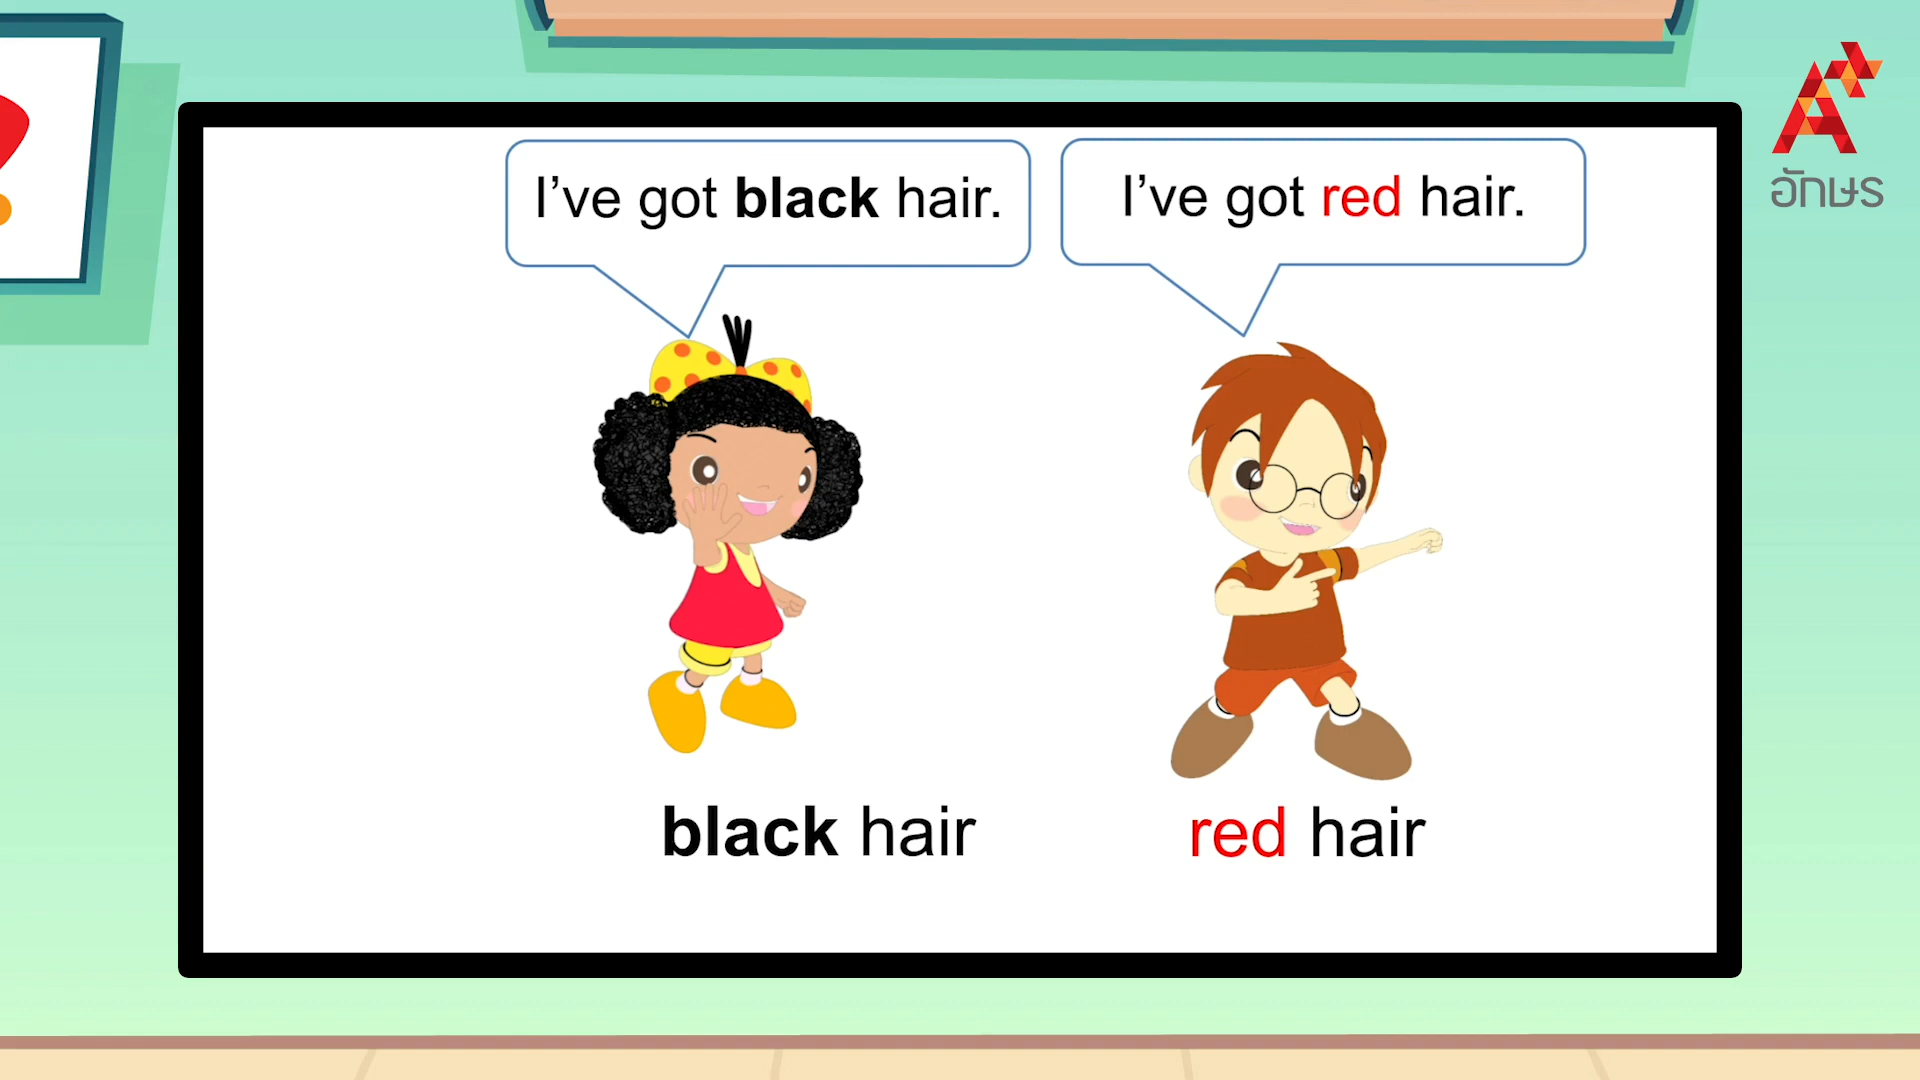 I’ve got black hair.
I’ve got red hair.
black hair
red hair
อักษร